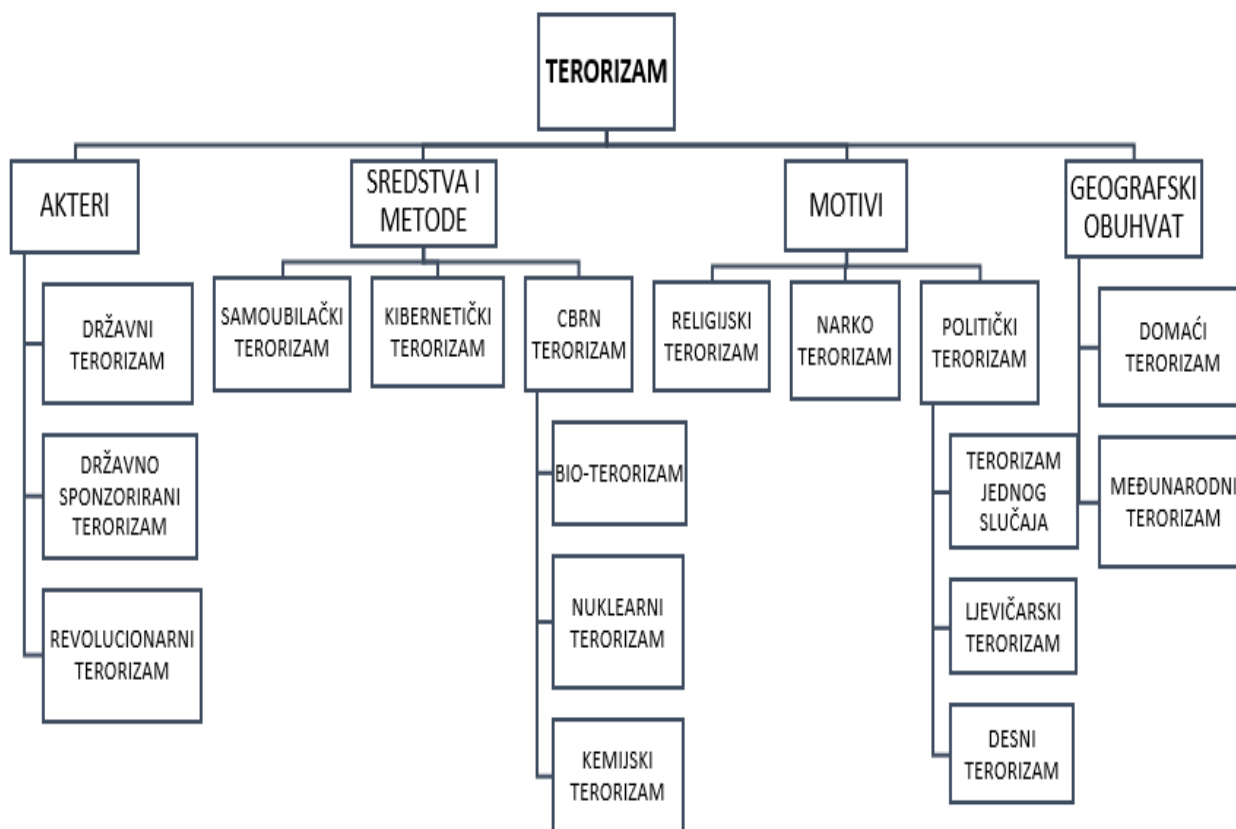 TERORIZAM
AKTERI
SREDSTVA I
METODE
MOTIVI
GEOGRAFSKI
OBUHVAT
DRŽAVNI
TERORIZAM
DRŽAVNO
SPONZORIRANI
TERORIZAM
REVOLUCIONARNI
TERORIZAM
SAMOUBILAČKI
TERORIZAM
KIBERNETIČKI
TERORIZAM
CBRN
TERORIZAM
BIO-TERORIZAM
NUKLEARNI
TERORIZAM
KEMIJSKI
TERORIZAM
RELIGIJSKI
TERORIZAM
NARKO
TERORIZAM
POLITIČKI
TERORIZAM
TERORIZAM
JEDNOG
SLUČAJA
LJEVIČARSKI
TERORIZAM
DESNI
TERORIZAM
DOMAĆI
TERORIZAM
MEĐUNARODNI
TERORIZAM